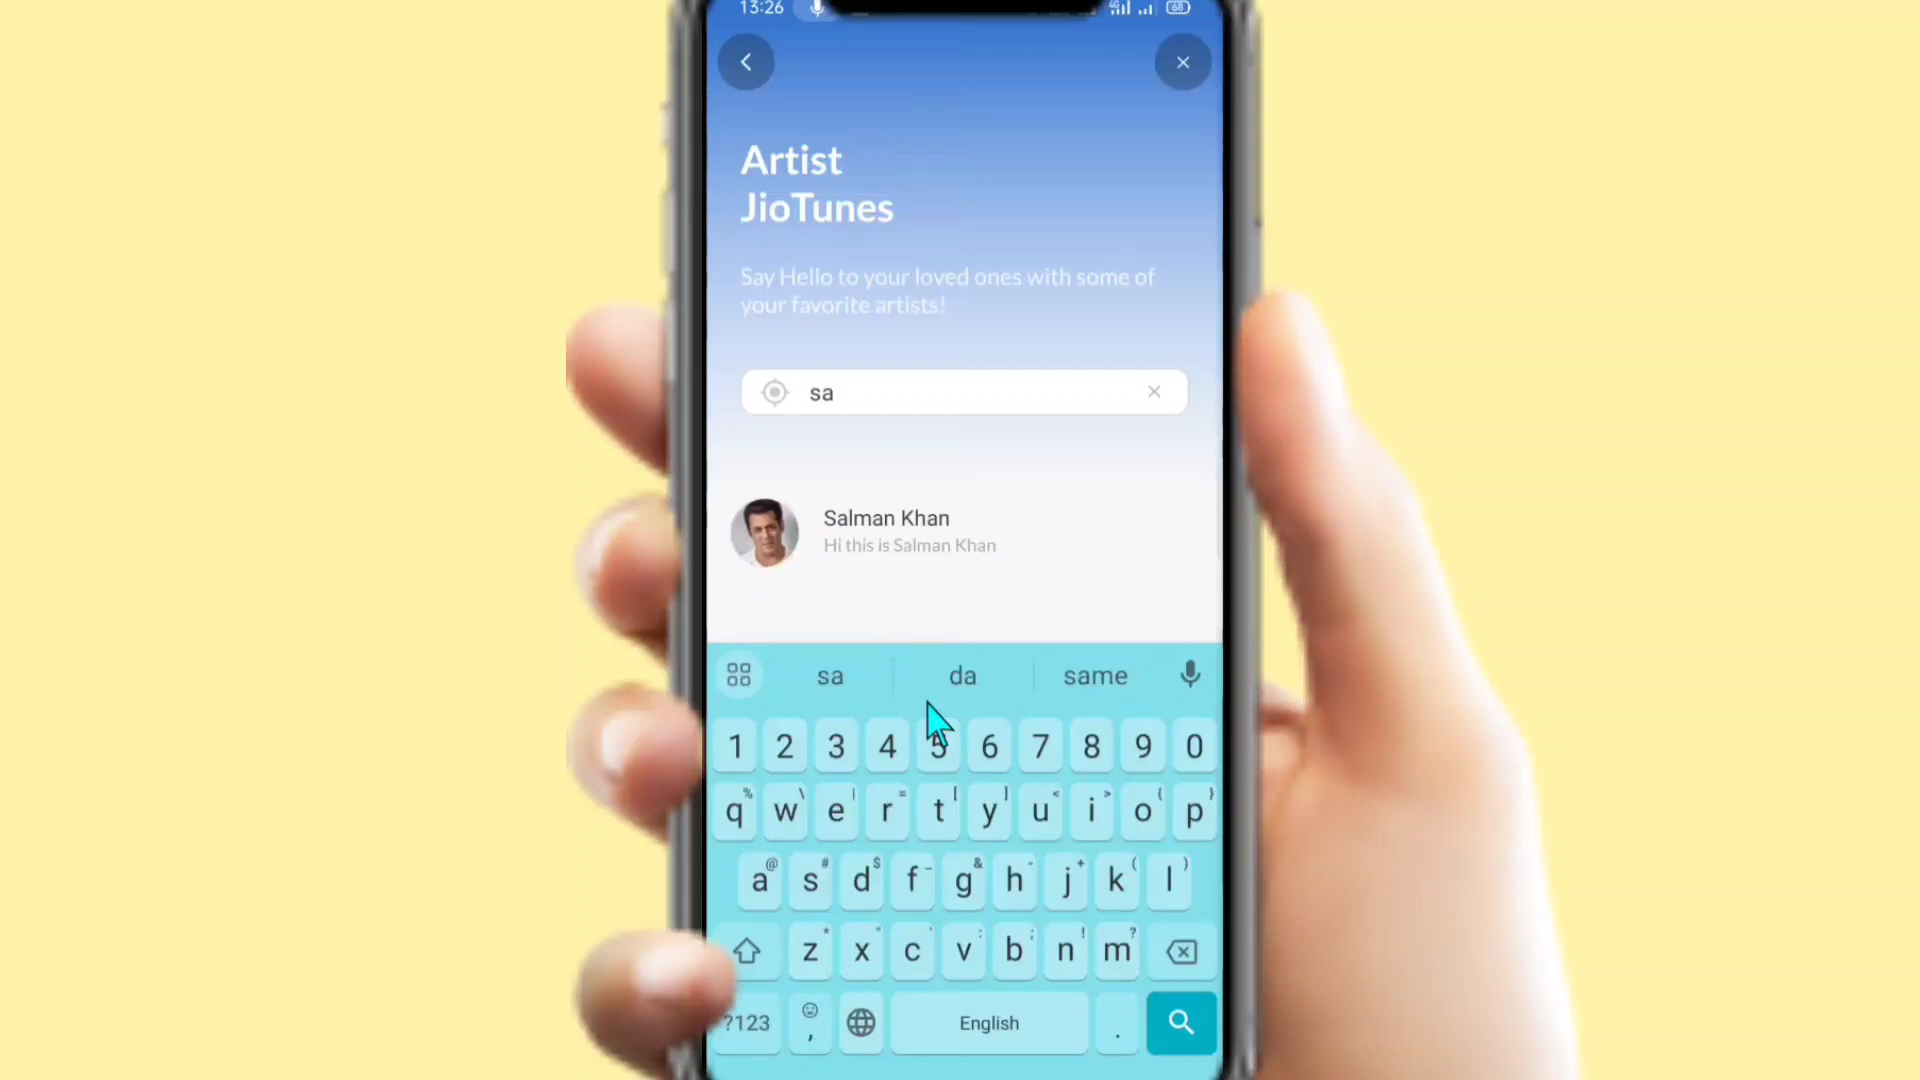 13:26 4G 68
Artist
JioTunes
Say Hello to your loved ones with some of
your favorite artists!
sa
Salman Khan
Hi this is Salman Khan
sa da same
1 2 3 4 5 6 7 8 9 0
% \ | = [ ] < > { }
q w e r t y u i o p
@ # $ _ & - + ( )
a s d f g h j k l
* " ' : ; ! ?
z x c v b n m
?123 , English .